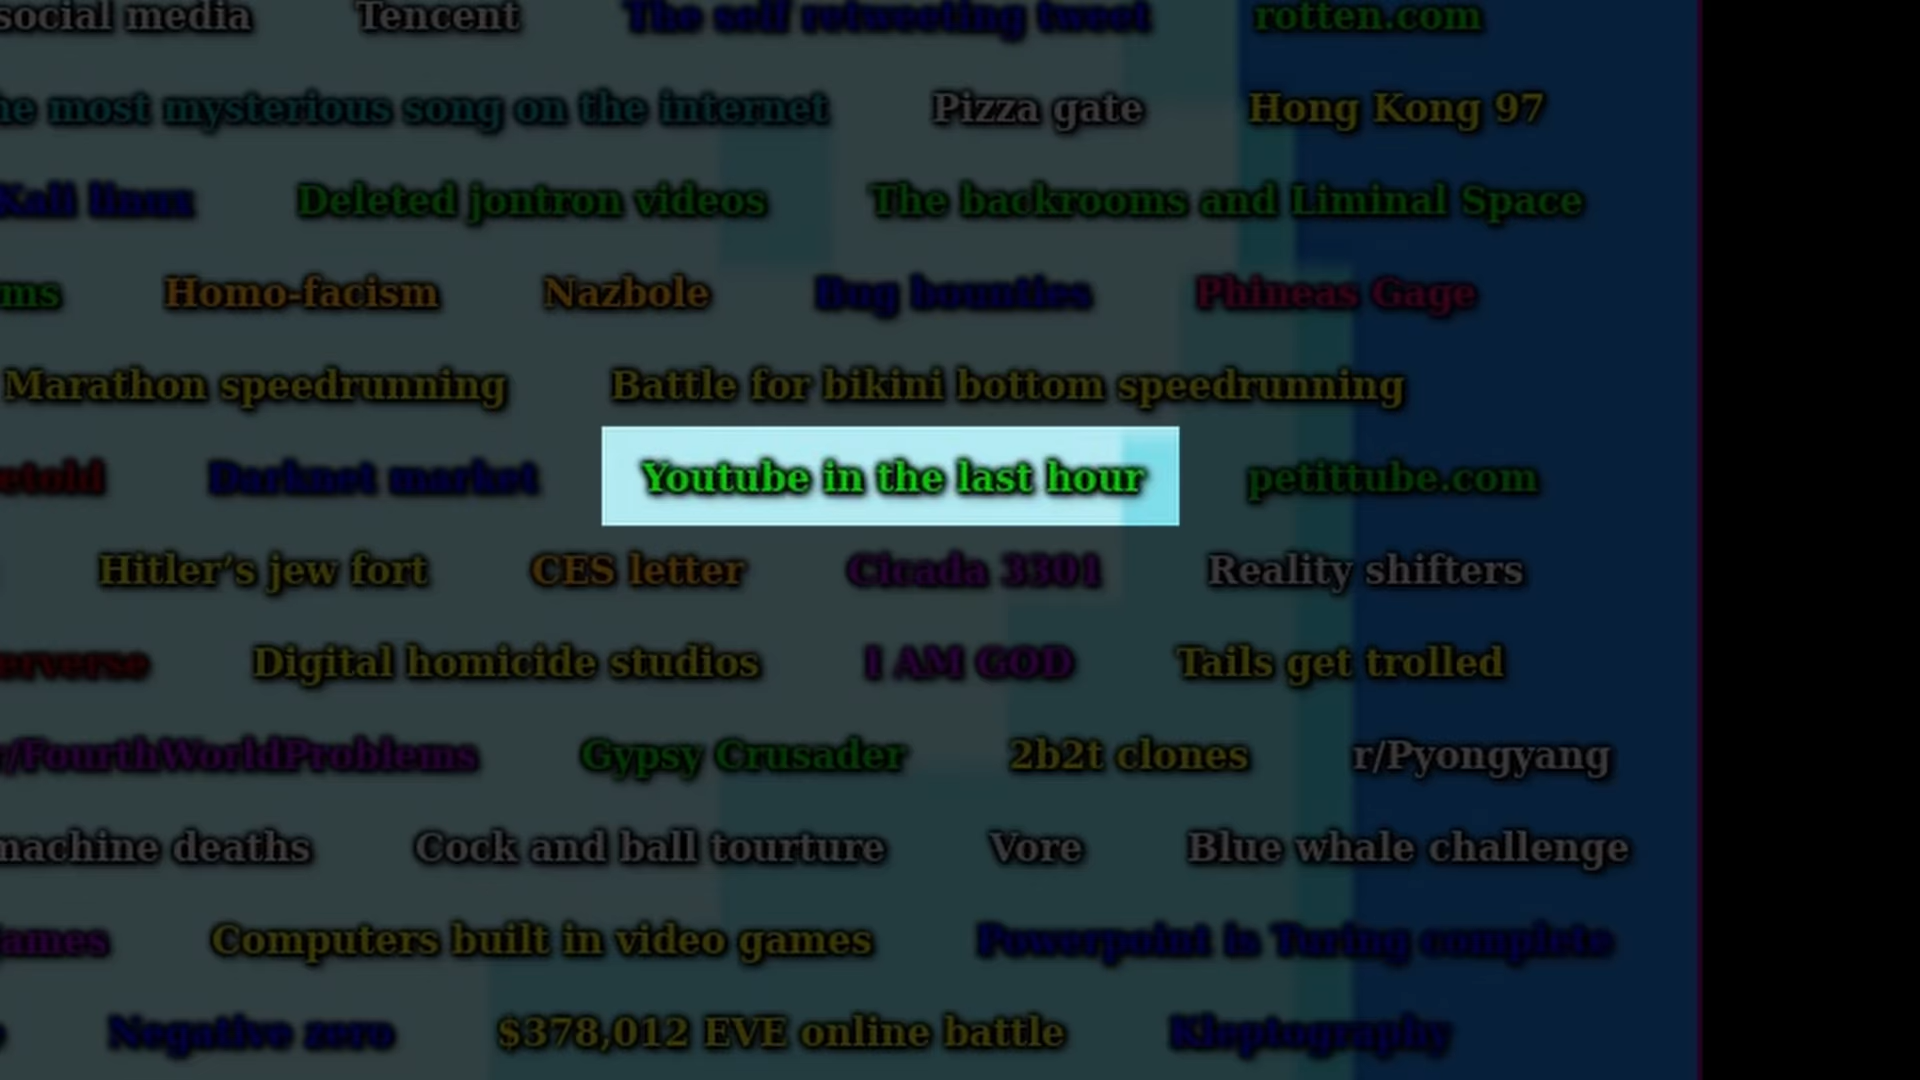 social media Tencent The self retweeting tweet rotten.com
he most mysterious song on the internet Pizza gate Hong Kong 97
Kali linux Deleted jontron videos The backrooms and Liminal Space
ms Homo-facism Nazbole Bug bounties Phineas Gage
Marathon speedrunning Battle for bikini bottom speedrunning
etold Darknet market Youtube in the last hour petittube.com
Hitler’s jew fort CES letter Cicada 3301 Reality shifters
erverse Digital homicide studios I AM GOD Tails get trolled
r/FourthWorldProblems Gypsy Crusader 2b2t clones r/Pyongyang
machine deaths Cock and ball tourture Vore Blue whale challenge
games Computers built in video games Powerpoint is Turing complete
Negative zero $378,012 EVE online battle Kleptography